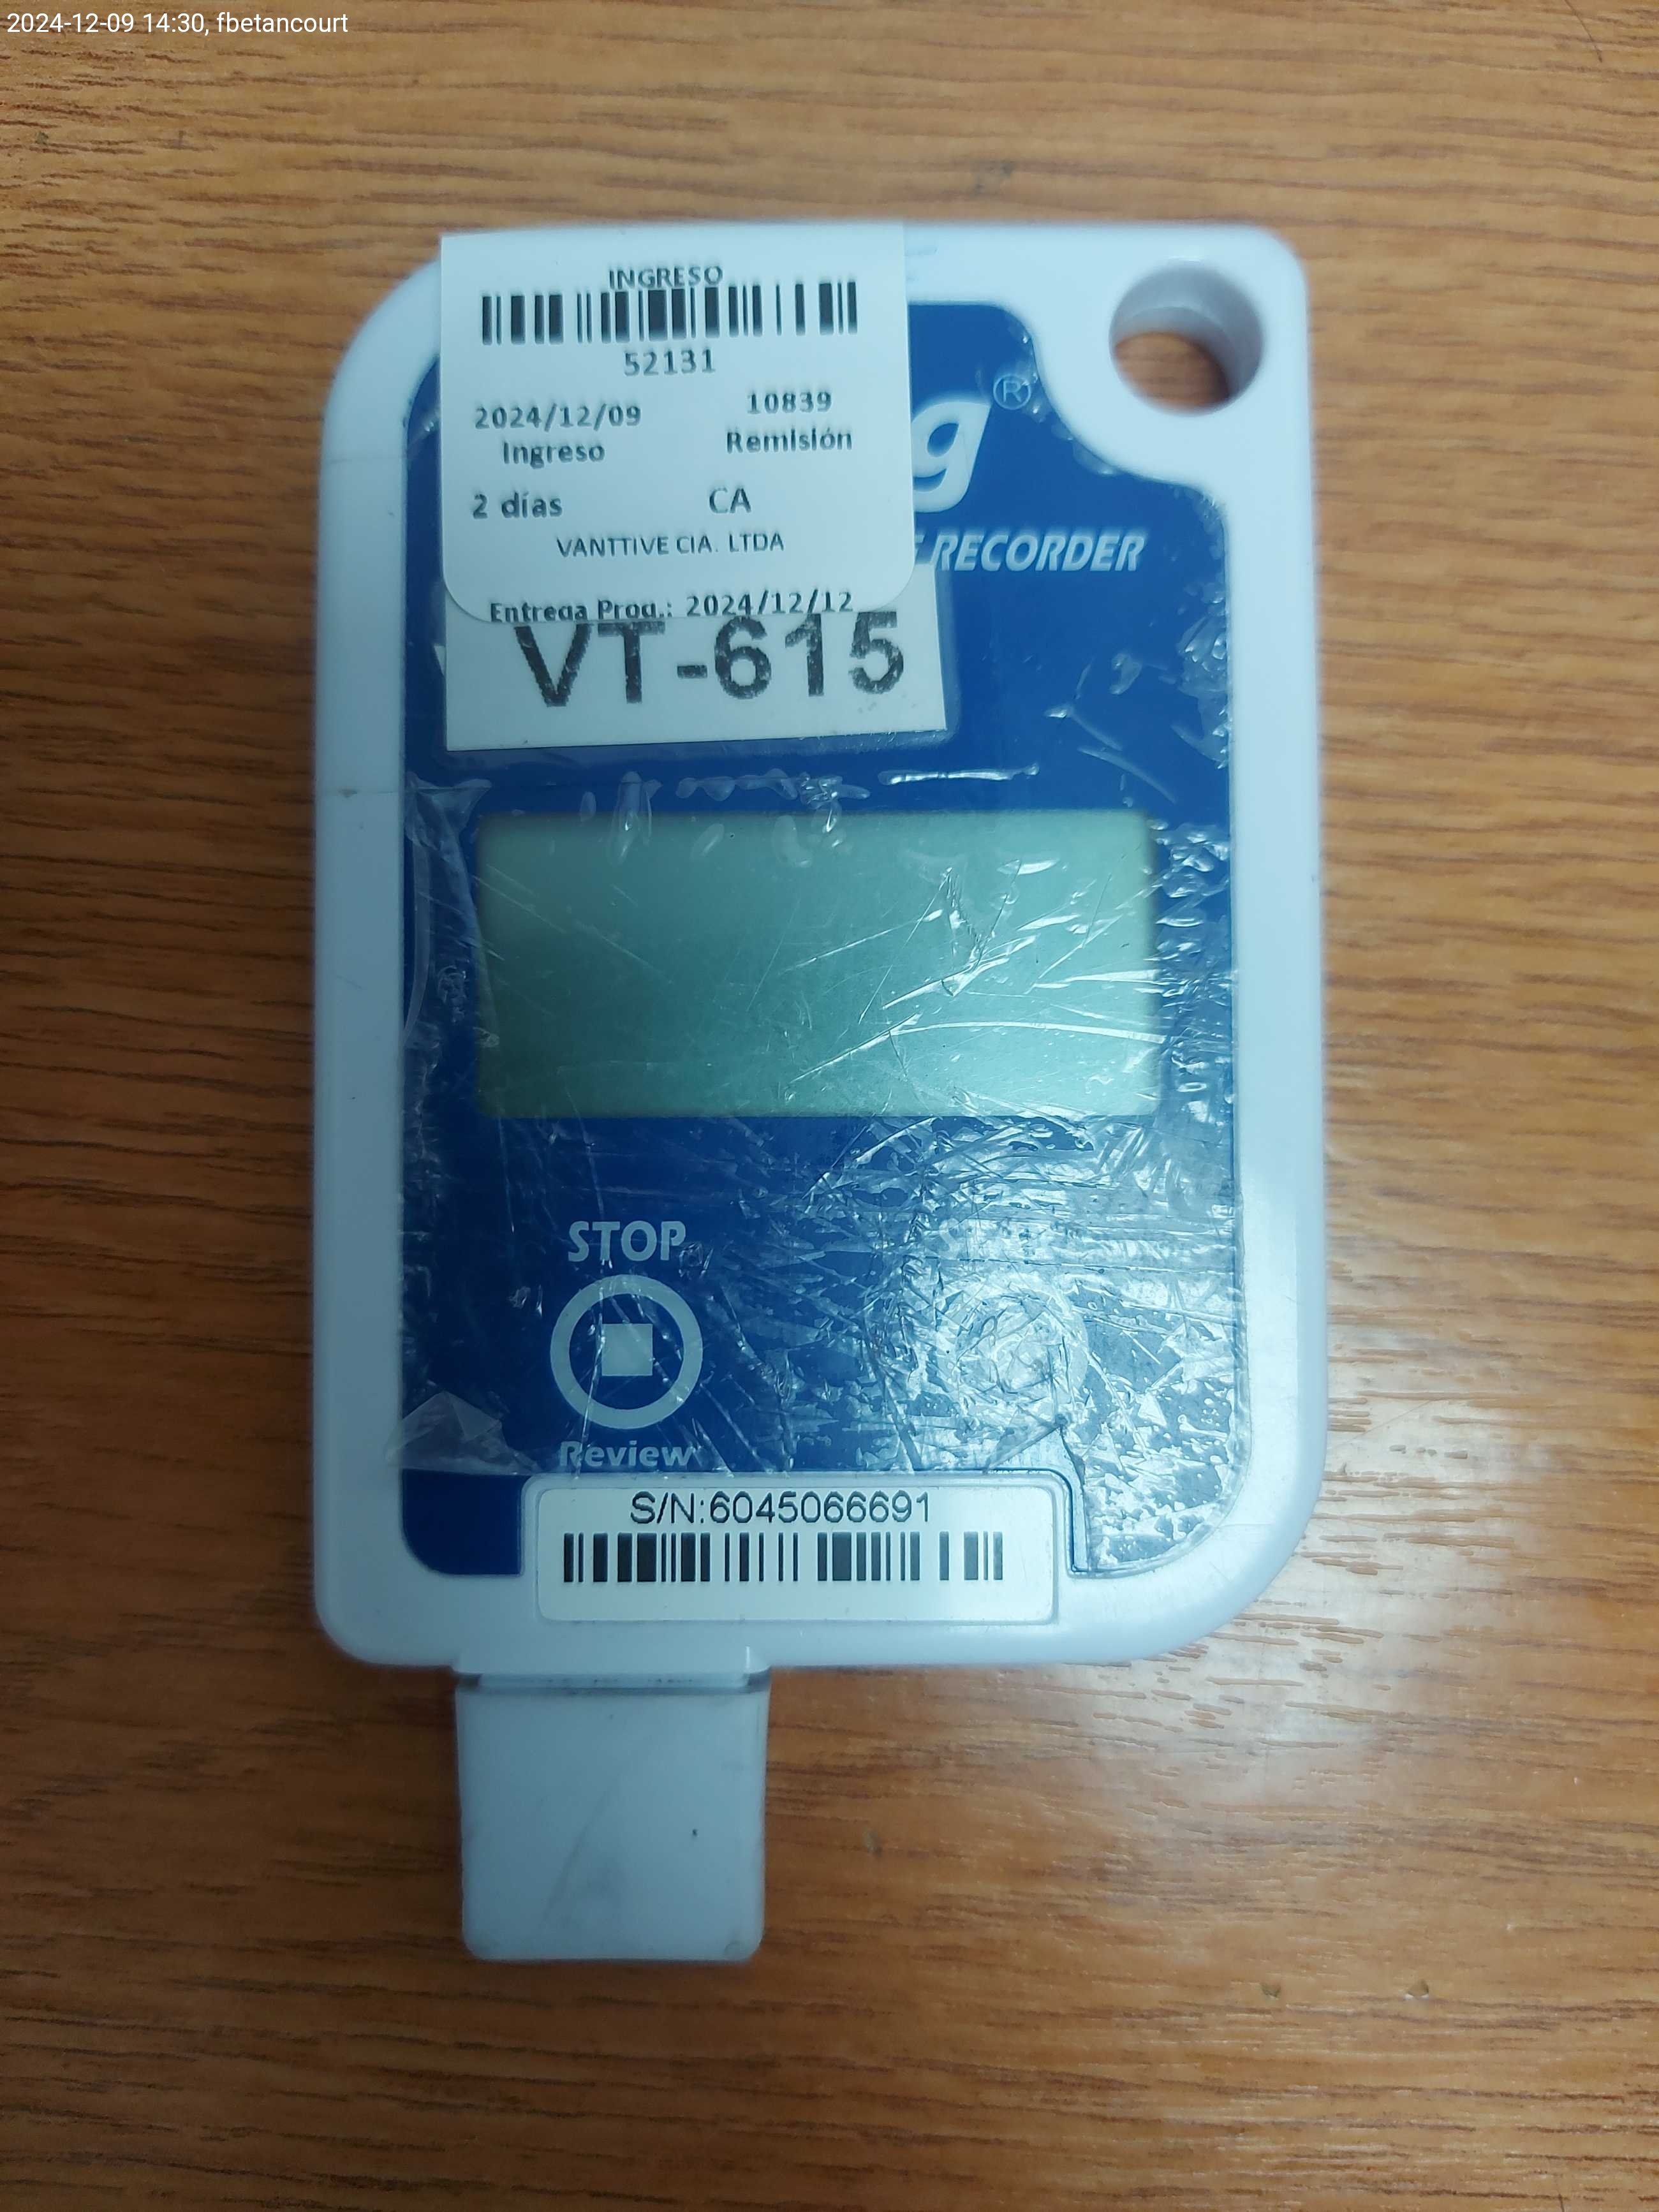 2024-12-09 14:30, fbetancourt
INGRESO
52131
2024/12/09 10839
Ingreso Remisión
2 días CA
VANTTIVE CIA. LTDA
Entrega Prog.: 2024/12/12
VT-615
g®
RECORDER
STOP
Review
S/N:6045066691